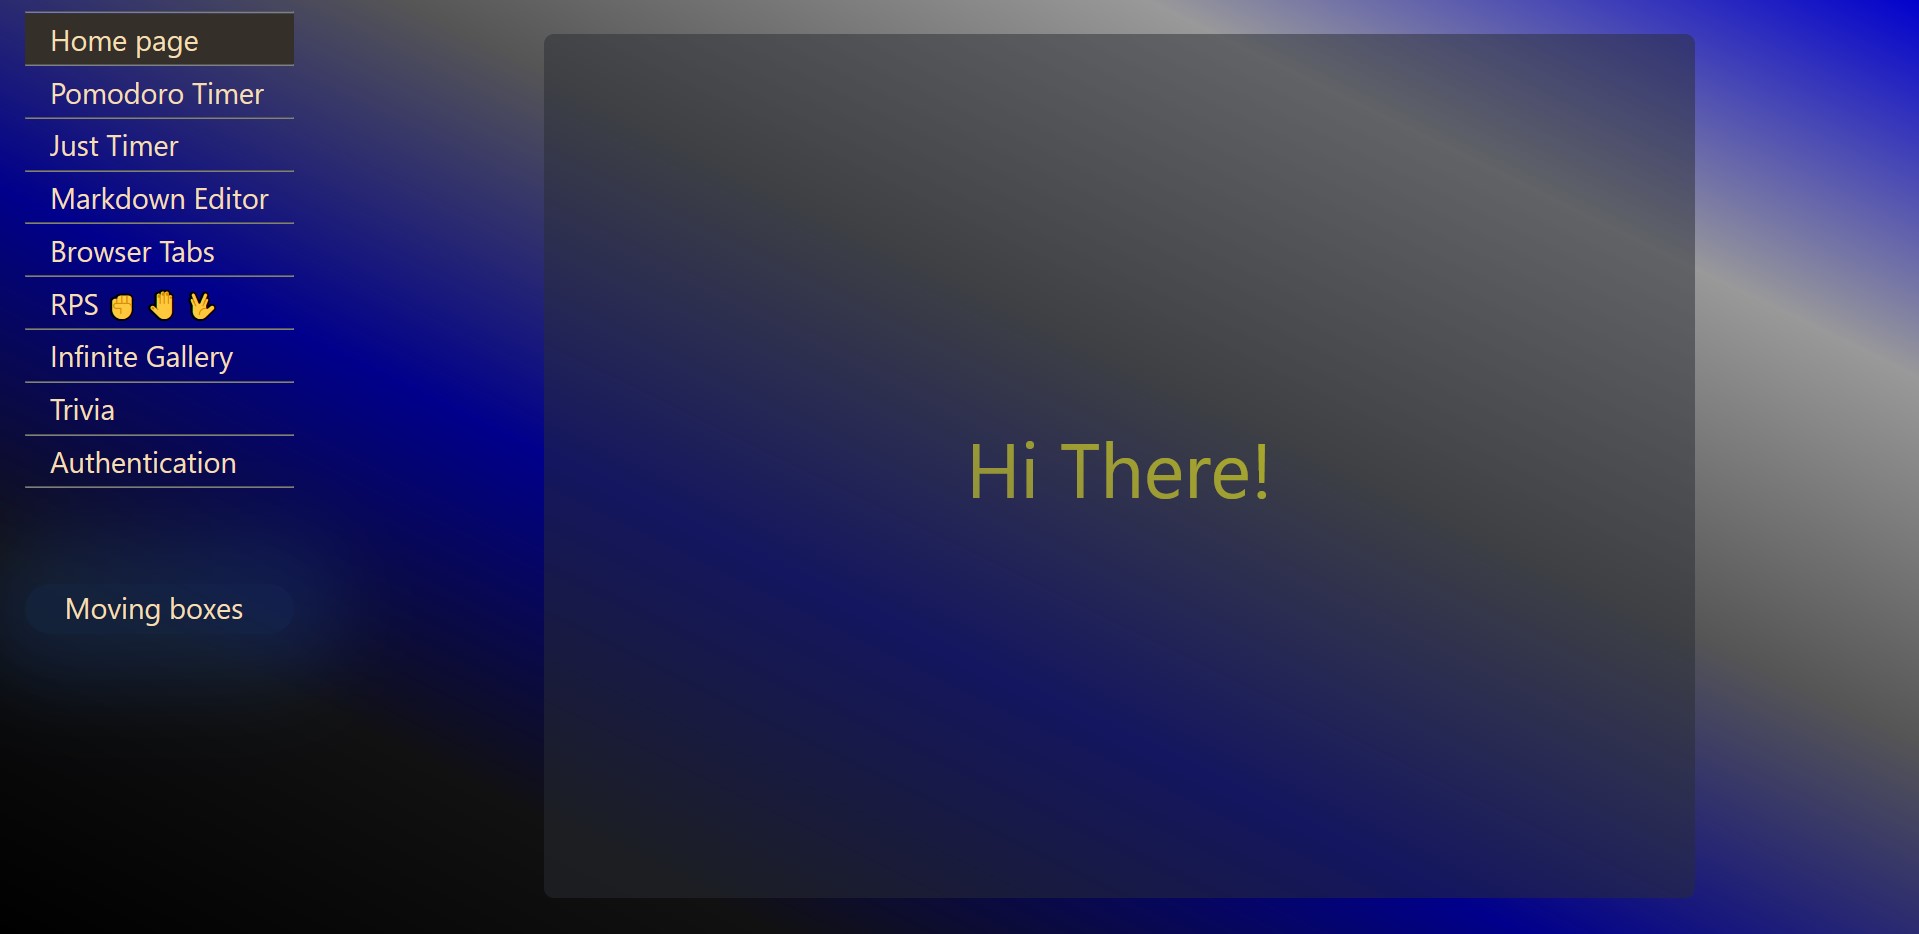 Home page
Pomodoro Timer
Just Timer
Markdown Editor
Browser Tabs
RPS ✊ 🤚 🖖
Infinite Gallery
Trivia
Authentication
Moving boxes
Hi There!